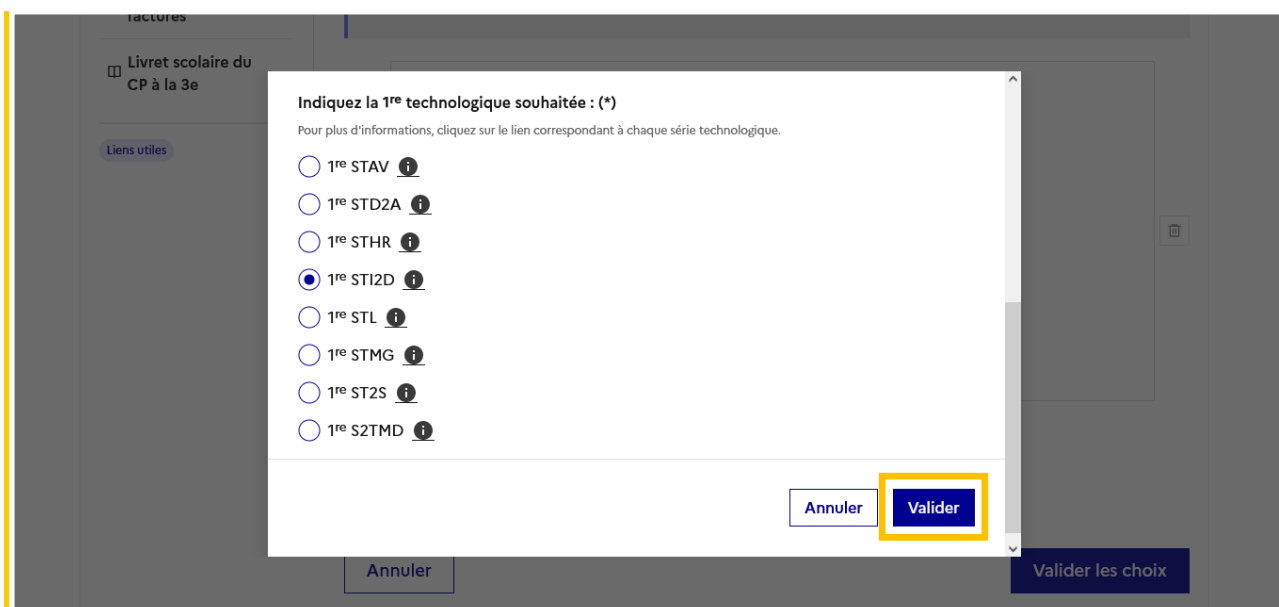 factures
Livret scolaire du
CP à la 3e
Liens utiles
Indiquez la 1re technologique souhaitée : (*)
Pour plus d'informations, cliquez sur le lien correspondant à chaque série technologique.
1re STAV
1re STD2A
1re STHR
1re STI2D
1re STL
1re STMG
1re ST2S
1re S2TMD
Annuler
Valider
Annuler
Valider les choix